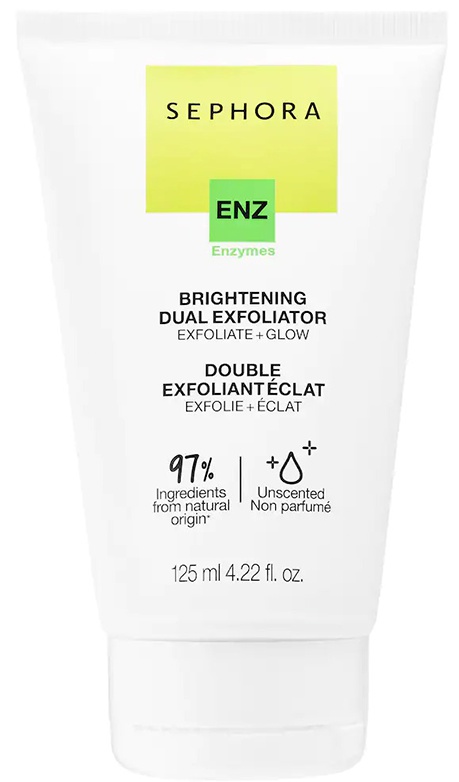 SEPHORA
ENZ
Enzymes
BRIGHTENING
DUAL EXFOLIATOR
EXFOLIATE + GLOW
DOUBLE
EXFOLIANT ÉCLAT
EXFOLIE + ÉCLAT
97%
Ingredients
from natural
origin*
Unscented
Non parfumé
125 ml 4.22 fl. oz.